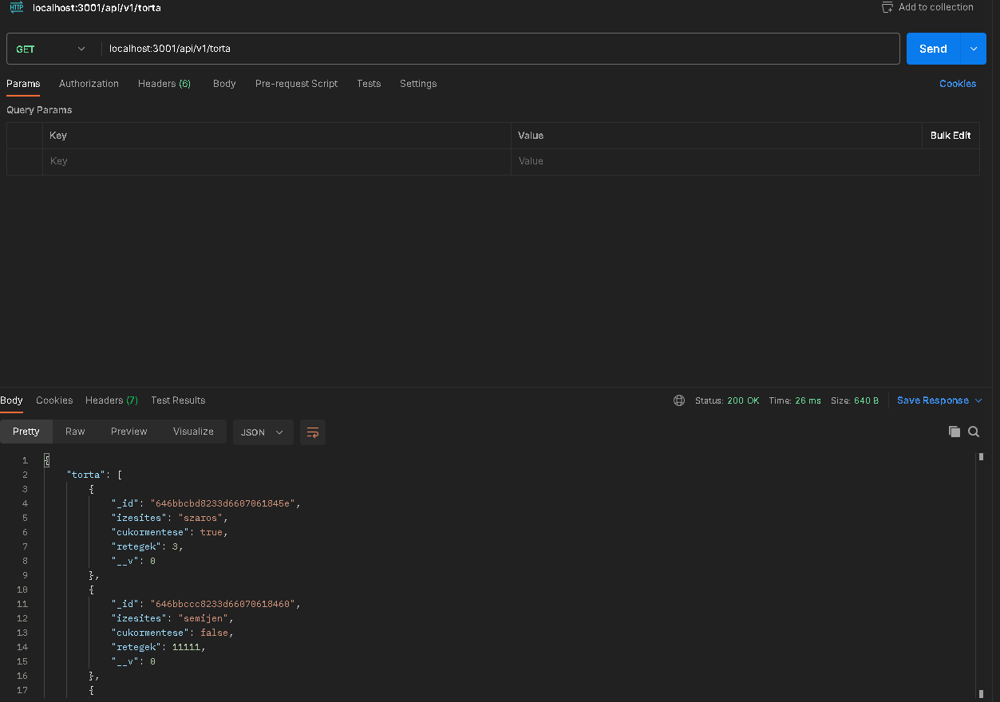 HTTP localhost:3001/api/v1/torta Add to collection
GET localhost:3001/api/v1/torta Send
Params Authorization Headers (6) Body Pre-request Script Tests Settings Cookies
Query Params
Key Value Bulk Edit
Key Value
Body Cookies Headers (7) Test Results Status: 200 OK Time: 26 ms Size: 640 B Save Response
Pretty Raw Preview Visualize JSON
1 {
2 "torta": [
3 {
4 "_id": "646bbcbd8233d6607061845e",
5 "izesites": "szaros",
6 "cukormentese": true,
7 "retegek": 3,
8 "__v": 0
9 },
10 {
11 "_id": "646bbccc8233d66070618460",
12 "izesites": "semijen",
13 "cukormentese": false,
14 "retegek": 11111,
15 "__v": 0
16 },
17 {